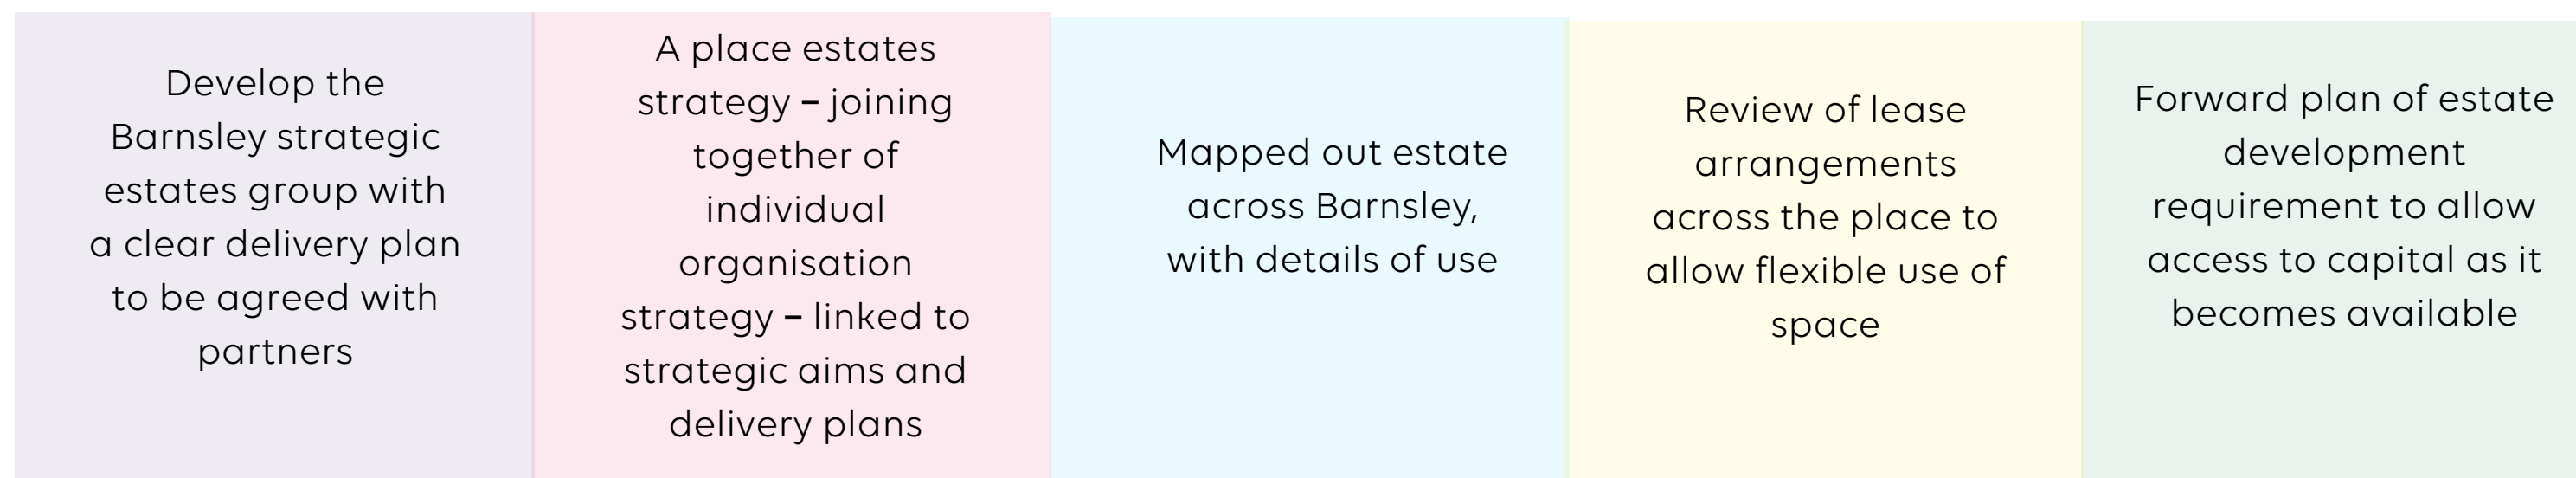 Develop the
Barnsley strategic
estates group with
a clear delivery plan
to be agreed with
partners
A place estates
strategy – joining
together of
individual
organisation
strategy – linked to
strategic aims and
delivery plans
Mapped out estate
across Barnsley,
with details of use
Review of lease
arrangements
across the place to
allow flexible use of
space
Forward plan of estate
development
requirement to allow
access to capital as it
becomes available